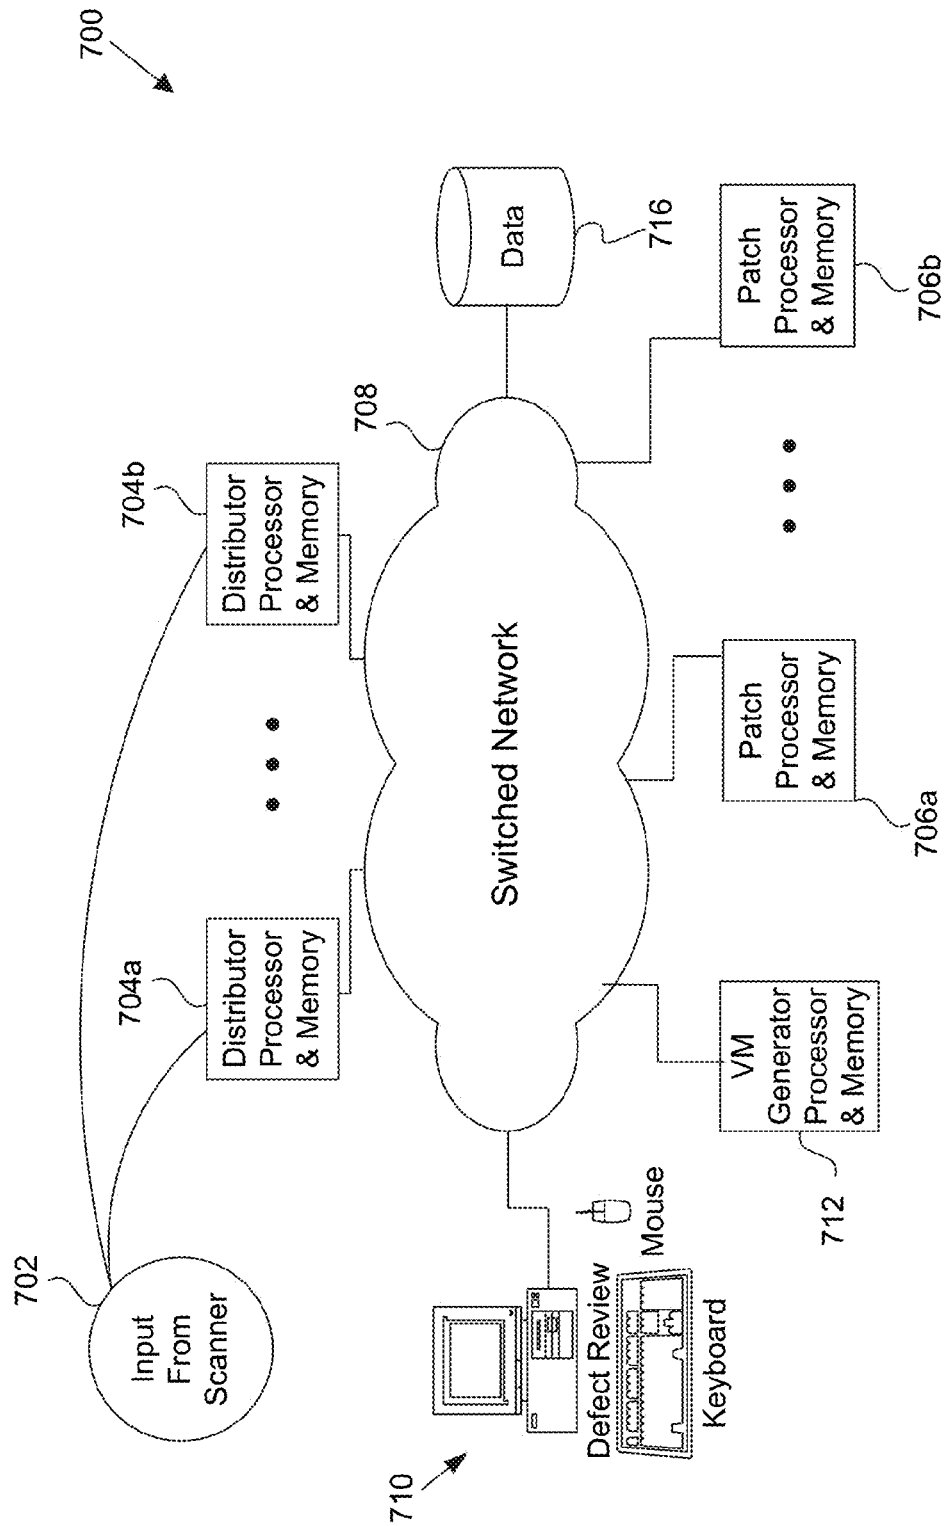 700
702
Input
From
Scanner
704a
Distributor
Processor
& Memory
704b
Distributor
Processor
& Memory
708
Switched Network
Data
716
710
Defect Review
Keyboard
Mouse
712
VM
Generator
Processor
& Memory
706a
Patch
Processor
& Memory
706b
Patch
Processor
& Memory